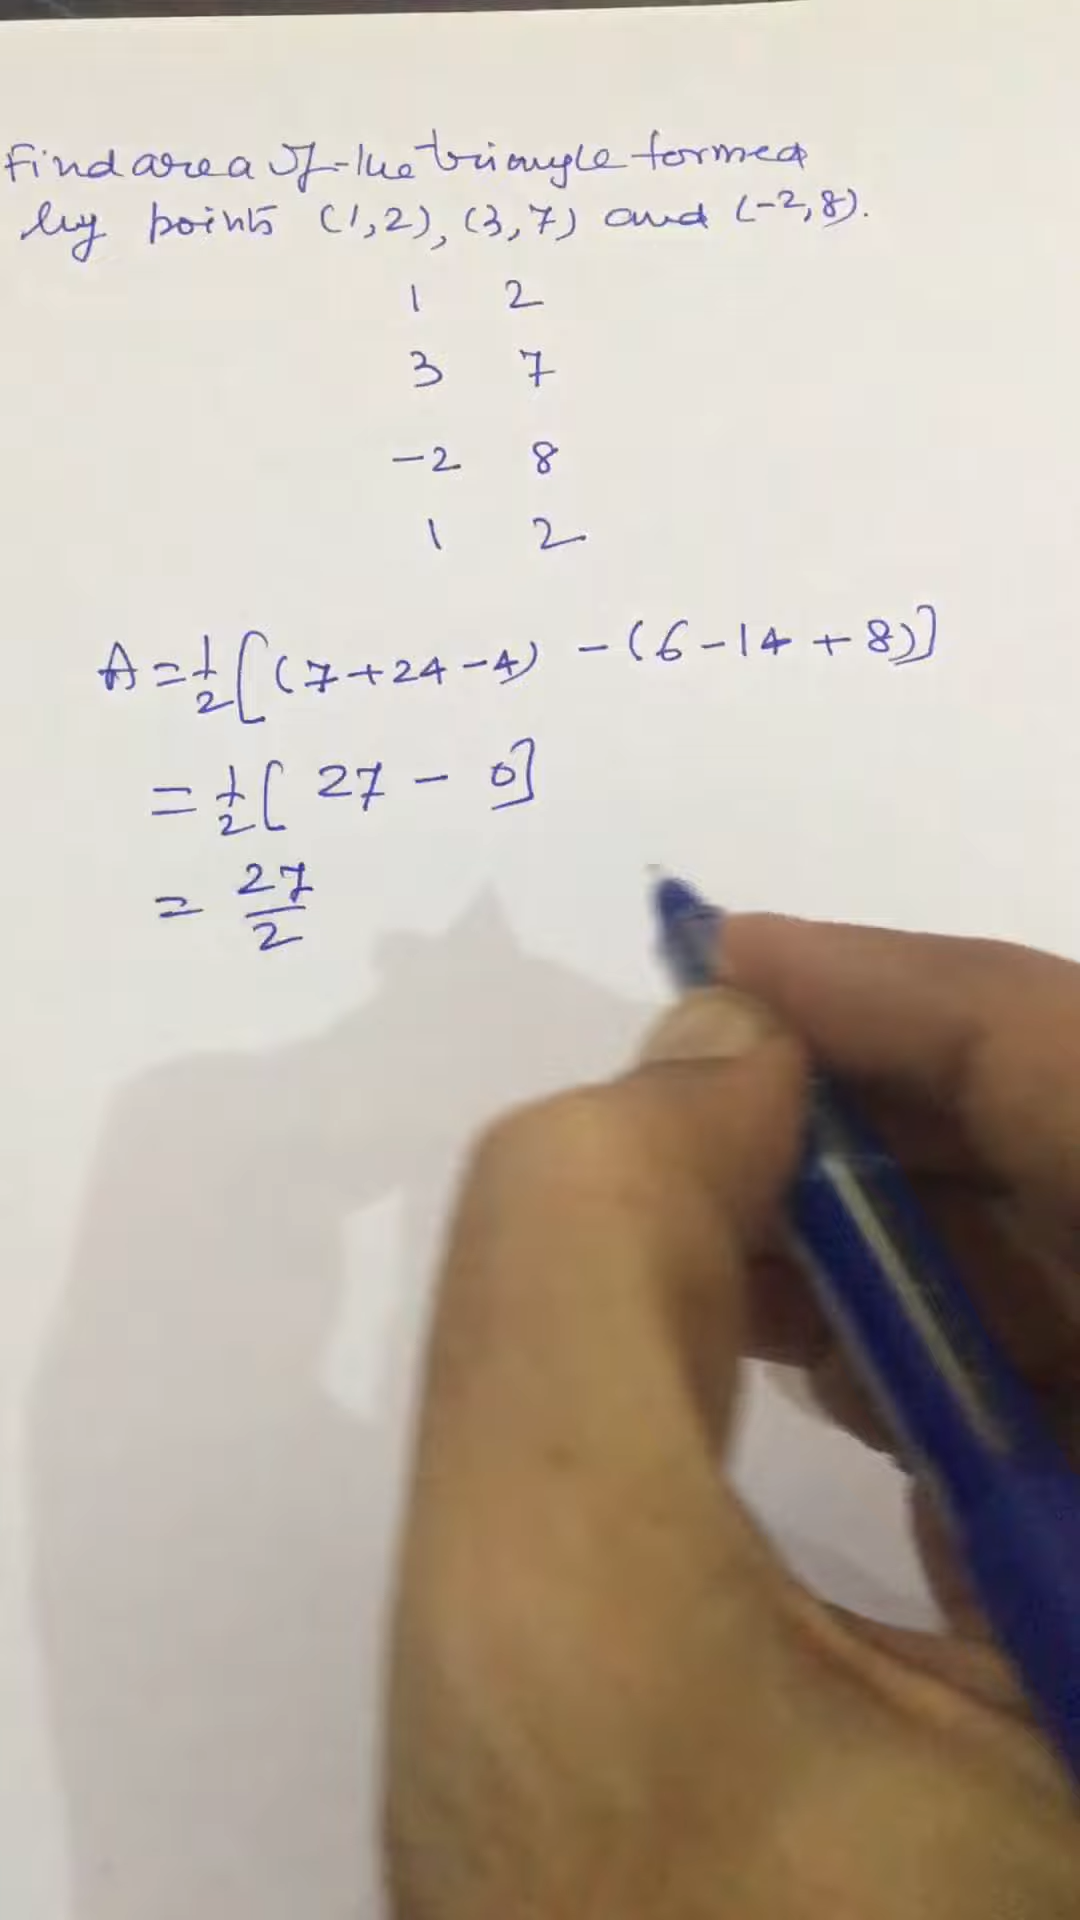 Find area of the triangle formed
by points (1,2), (3,7) and (-2,8).
1 2
3 7
-2 8
1 2
A = 1/2 [(7+24-4) - (6-14+8)]
= 1/2 [27 - 0]
= 27/2